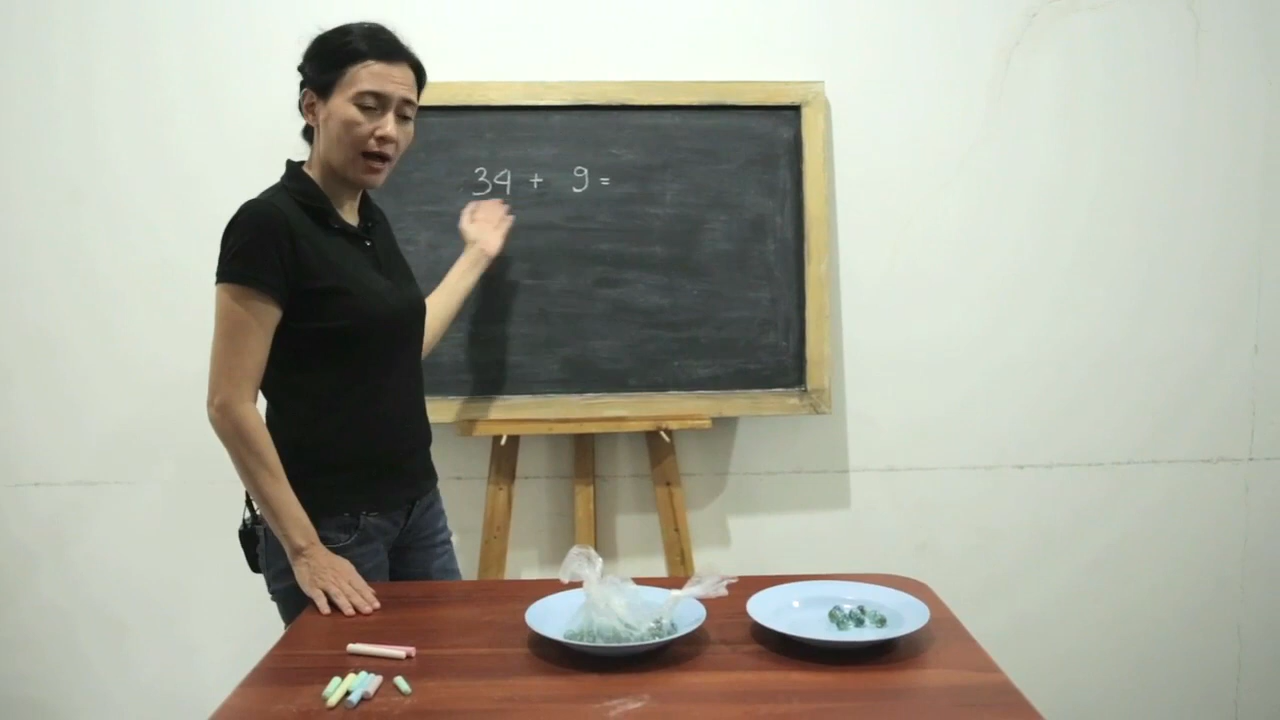 34 + 9 =